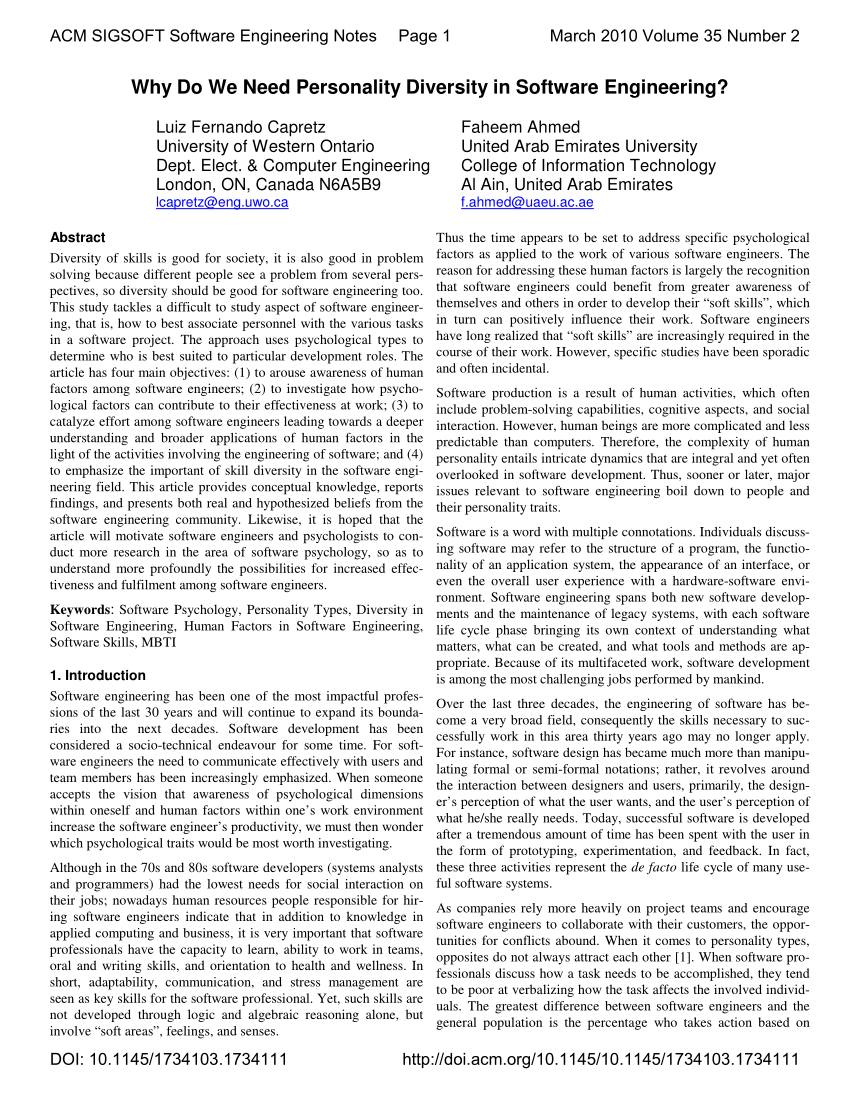 ACM SIGSOFT Software Engineering Notes Page 1 March 2010 Volume 35 Number 2
Why Do We Need Personality Diversity in Software Engineering?
Luiz Fernando Capretz
University of Western Ontario
Dept. Elect. & Computer Engineering
London, ON, Canada N6A5B9
lcapretz@eng.uwo.ca
Faheem Ahmed
United Arab Emirates University
College of Information Technology
Al Ain, United Arab Emirates
f.ahmed@uaeu.ac.ae
Abstract
Diversity of skills is good for society, it is also good in problem
solving because different people see a problem from several pers-
pectives, so diversity should be good for software engineering too.
This study tackles a difficult to study aspect of software engineer-
ing, that is, how to best associate personnel with the various tasks
in a software project. The approach uses psychological types to
determine who is best suited to particular development roles. The
article has four main objectives: (1) to arouse awareness of human
factors among software engineers; (2) to investigate how psycho-
logical factors can contribute to their effectiveness at work; (3) to
catalyze effort among software engineers leading towards a deeper
understanding and broader applications of human factors in the
light of the activities involving the engineering of software; and (4)
to emphasize the important of skill diversity in the software engi-
neering field. This article provides conceptual knowledge, reports
findings, and presents both real and hypothesized beliefs from the
software engineering community. Likewise, it is hoped that the
article will motivate software engineers and psychologists to con-
duct more research in the area of software psychology, so as to
understand more profoundly the possibilities for increased effec-
tiveness and fulfilment among software engineers.
Keywords: Software Psychology, Personality Types, Diversity in
Software Engineering, Human Factors in Software Engineering,
Software Skills, MBTI
1. Introduction
Software engineering has been one of the most impactful profes-
sions of the last 30 years and will continue to expand its bounda-
ries into the next decades. Software development has been
considered a socio-technical endeavour for some time. For soft-
ware engineers the need to communicate effectively with users and
team members has been increasingly emphasized. When someone
accepts the vision that awareness of psychological dimensions
within oneself and human factors within one's work environment
increase the software engineer's productivity, we must then wonder
which psychological traits would be most worth investigating.
Although in the 70s and 80s software developers (systems analysts
and programmers) had the lowest needs for social interaction on
their jobs; nowadays human resources people responsible for hir-
ing software engineers indicate that in addition to knowledge in
applied computing and business, it is very important that software
professionals have the capacity to learn, ability to work in teams,
oral and writing skills, and orientation to health and wellness. In
short, adaptability, communication, and stress management are
seen as key skills for the software professional. Yet, such skills are
not developed through logic and algebraic reasoning alone, but
involve “soft areas”, feelings, and senses.
Thus the time appears to be set to address specific psychological
factors as applied to the work of various software engineers. The
reason for addressing these human factors is largely the recognition
that software engineers could benefit from greater awareness of
themselves and others in order to develop their “soft skills”, which
in turn can positively influence their work. Software engineers
have long realized that “soft skills” are increasingly required in the
course of their work. However, specific studies have been sporadic
and often incidental.
Software production is a result of human activities, which often
include problem-solving capabilities, cognitive aspects, and social
interaction. However, human beings are more complicated and less
predictable than computers. Therefore, the complexity of human
personality entails intricate dynamics that are integral and yet often
overlooked in software development. Thus, sooner or later, major
issues relevant to software engineering boil down to people and
their personality traits.
Software is a word with multiple connotations. Individuals discuss-
ing software may refer to the structure of a program, the functio-
nality of an application system, the appearance of an interface, or
even the overall user experience with a hardware-software envi-
ronment. Software engineering spans both new software develop-
ments and the maintenance of legacy systems, with each software
life cycle phase bringing its own context of understanding what
matters, what can be created, and what tools and methods are ap-
propriate. Because of its multifaceted work, software development
is among the most challenging jobs performed by mankind.
Over the last three decades, the engineering of software has be-
come a very broad field, consequently the skills necessary to suc-
cessfully work in this area thirty years ago may no longer apply.
For instance, software design has became much more than manipu-
lating formal or semi-formal notations; rather, it revolves around
the interaction between designers and users, primarily, the design-
er's perception of what the user wants, and the user's perception of
what he/she really needs. Today, successful software is developed
after a tremendous amount of time has been spent with the user in
the form of prototyping, experimentation, and feedback. In fact,
these three activities represent the de facto life cycle of many use-
ful software systems.
As companies rely more heavily on project teams and encourage
software engineers to collaborate with their customers, the oppor-
tunities for conflicts abound. When it comes to personality types,
opposites do not always attract each other [1]. When software pro-
fessionals discuss how a task needs to be accomplished, they tend
to be poor at verbalizing how the task affects the involved individ-
uals. The greatest difference between software engineers and the
general population is the percentage who takes action based on
DOI: 10.1145/1734103.1734111 http://doi.acm.org/10.1145/10.1145/1734103.1734111